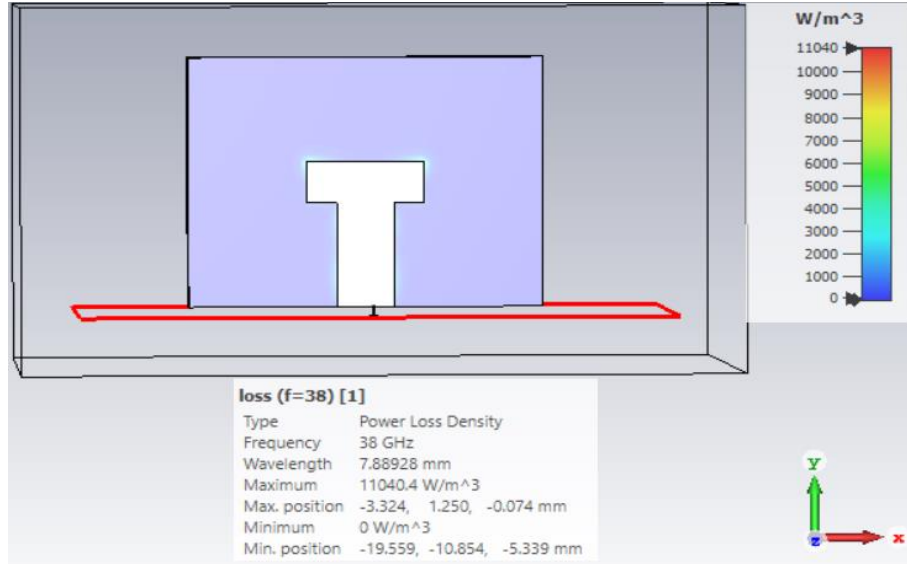 W/m^3
11040
10000
9000
8000
7000
6000
5000
4000
3000
2000
1000
0
1
loss (f=38) [1]
Type Power Loss Density
Frequency 38 GHz
Wavelength 7.88928 mm
Maximum 11040.4 W/m^3
Max. position -3.324, 1.250, -0.074 mm
Minimum 0 W/m^3
Min. position -19.559, -10.854, -5.339 mm
y
z x